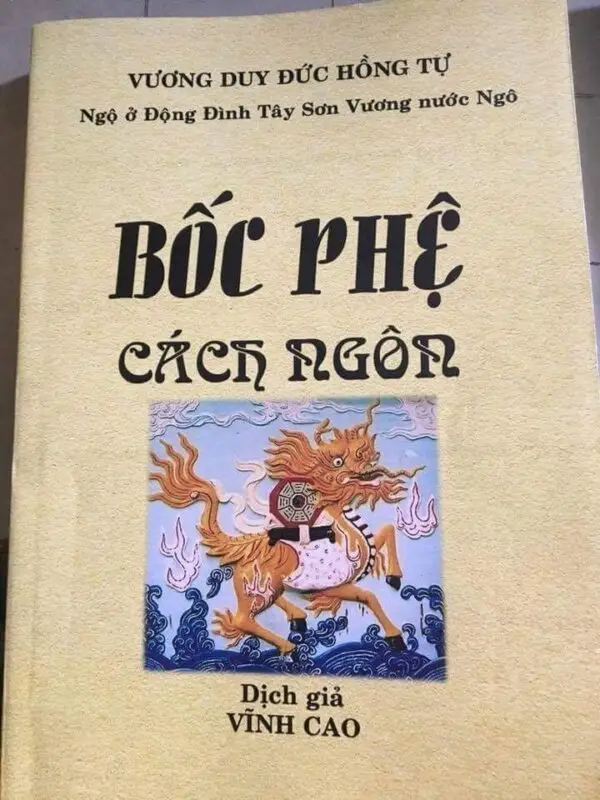 VƯƠNG DUY ĐỨC HỒNG TỰ
Ngộ ở Động Đình Tây Sơn Vương nước Ngô
BỐC PHỆ
CÁCH NGÔN
Dịch giả
VĨNH CAO